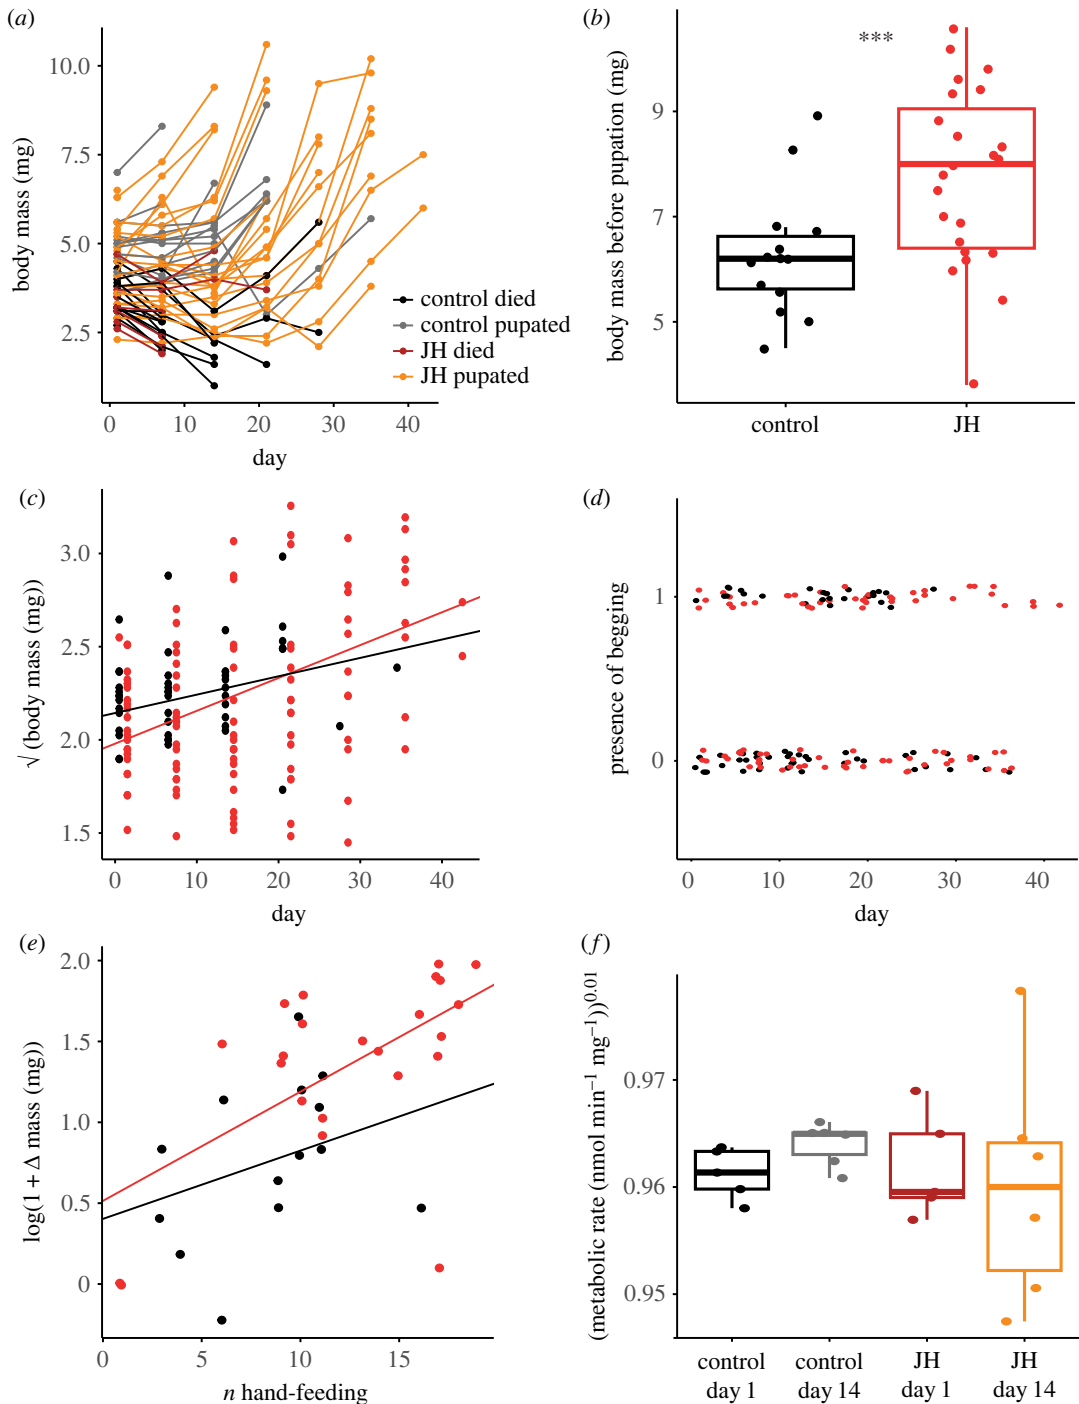 (a)
10.0
7.5
5.0
2.5
body mass (mg)
control died
control pupated
JH died
JH pupated
0 10 20 30 40
day
(b)
***
9
7
5
body mass before pupation (mg)
control JH
(c)
3.0
2.5
2.0
1.5
√ (body mass (mg))
0 10 20 30 40
day
(d)
1
0
presence of begging
0 10 20 30 40
day
(e)
2.0
1.5
1.0
0.5
0
log(1 + Δ mass (mg))
0 5 10 15
n hand-feeding
(f)
0.97
0.96
0.95
(metabolic rate (nmol min⁻¹ mg⁻¹))⁰·⁰¹
control control JH JH
day 1 day 14 day 1 day 14